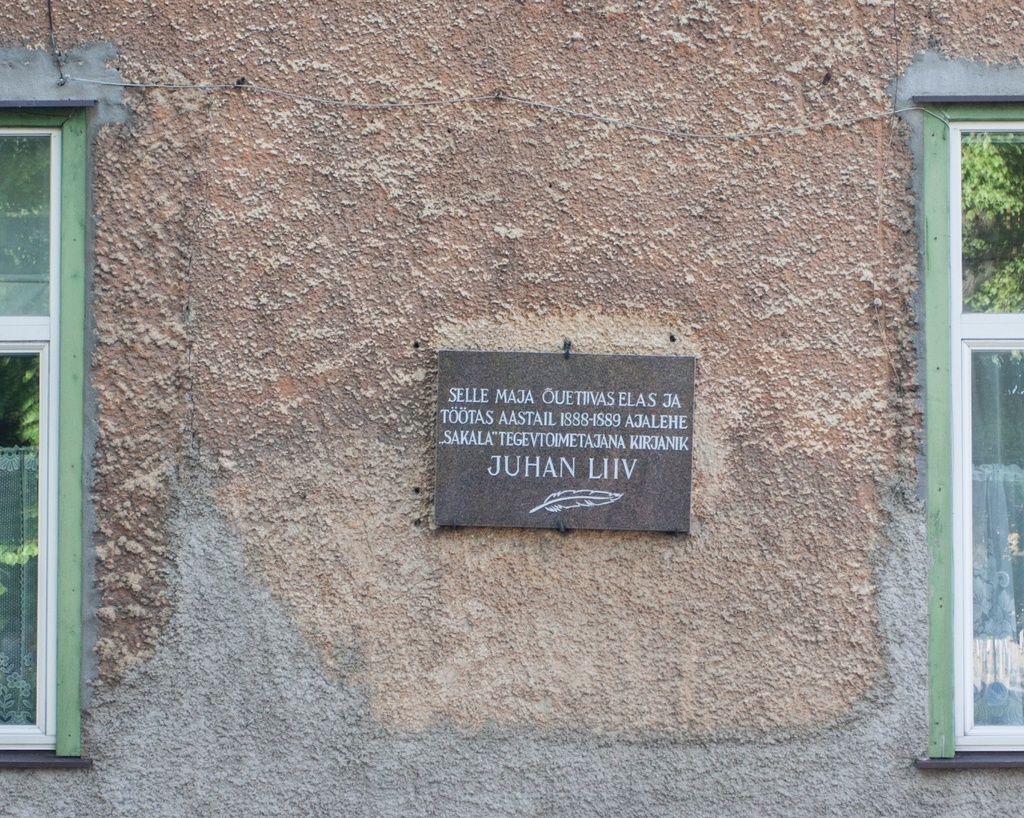 SELLE MAJA ÕUETIIVAS ELAS JA
TÖÖTAS AASTAIL 1888-1889 AJALEHE
„SAKALA” TEGEVTOIMETAJANA KIRJANIK
JUHAN LIIV